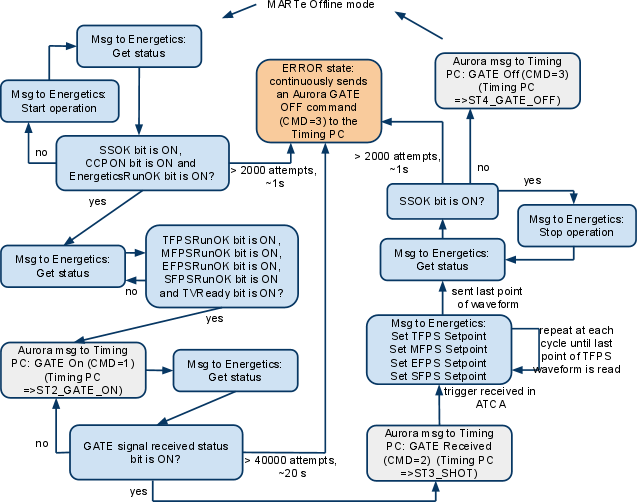 MARTe Offline mode
Msg to Energetics:
Get status
Msg to Energetics:
Start operation
no
SSOK bit is ON,
CCPON bit is ON and
EnergeticsRunOK bit is ON?
> 2000 attempts,
~1s
yes
ERROR state:
continuously sends
an Aurora GATE
OFF command
(CMD=3) to the
Timing PC
Aurora msg to Timing
PC: GATE Off (CMD=3)
(Timing PC
=>ST4_GATE_OFF)
> 2000 attempts,
~1s
no
yes
SSOK bit is ON?
Msg to Energetics:
Stop operation
Msg to Energetics:
Get status
Msg to Energetics:
Get status
TFPSRunOK bit is ON,
MFPSRunOK bit is ON,
EFPSRunOK bit is ON,
SFPSRunOK bit is ON
and TVReady bit is ON?
no
yes
sent last point
of waveform
Msg to Energetics:
Set TFPS Setpoint
Set MFPS Setpoint
Set EFPS Setpoint
Set SFPS Setpoint
repeat at each
cycle until last
point of TFPS
waveform is read
trigger received in
ATCA
Aurora msg to Timing
PC: GATE On (CMD=1)
(Timing PC
=>ST2_GATE_ON)
Msg to Energetics:
Get status
no
GATE signal received status
bit is ON?
> 40000 attempts,
~20 s
yes
Aurora msg to Timing
PC: GATE Received
(CMD=2) (Timing PC
=>ST3_SHOT)